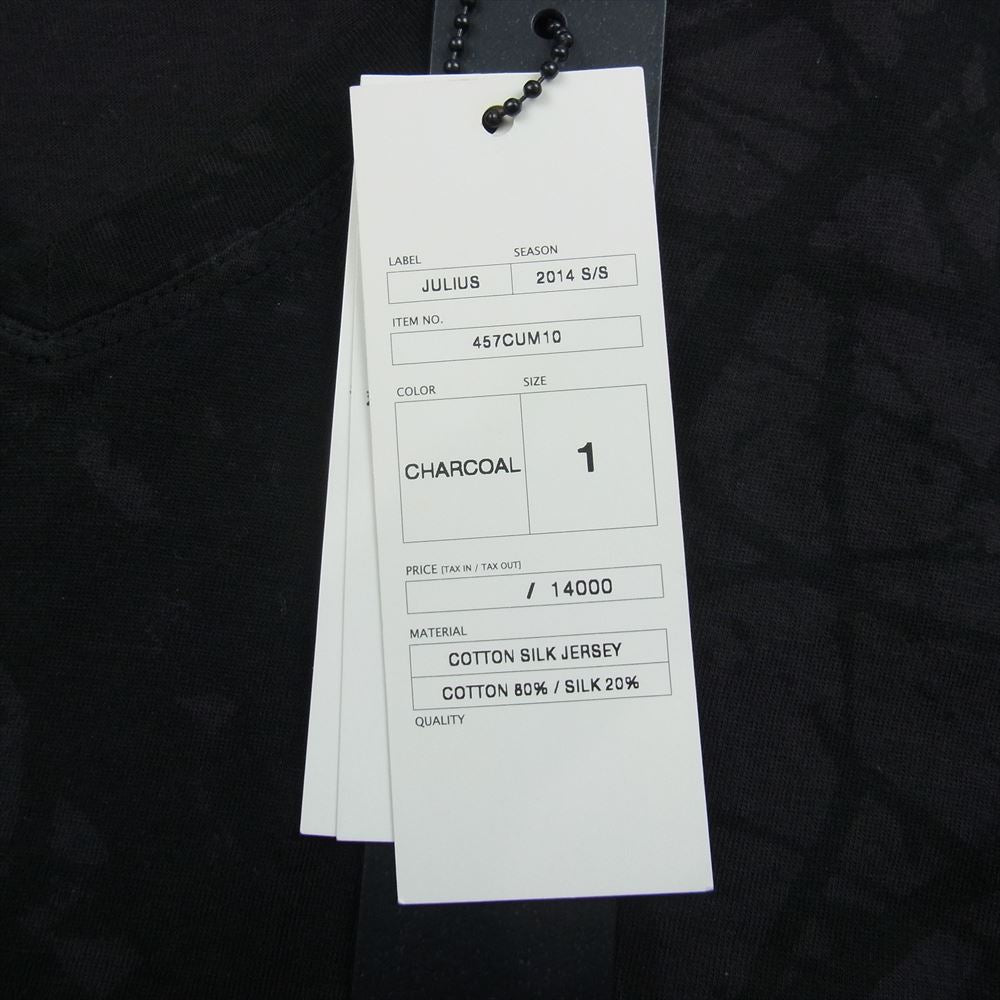 LABEL SEASON
JULIUS 2014 S/S
ITEM NO.
457CUM10
COLOR SIZE
CHARCOAL 1
PRICE [TAX IN / TAX OUT]
/ 14000
MATERIAL
COTTON SILK JERSEY
COTTON 80% / SILK 20%
QUALITY